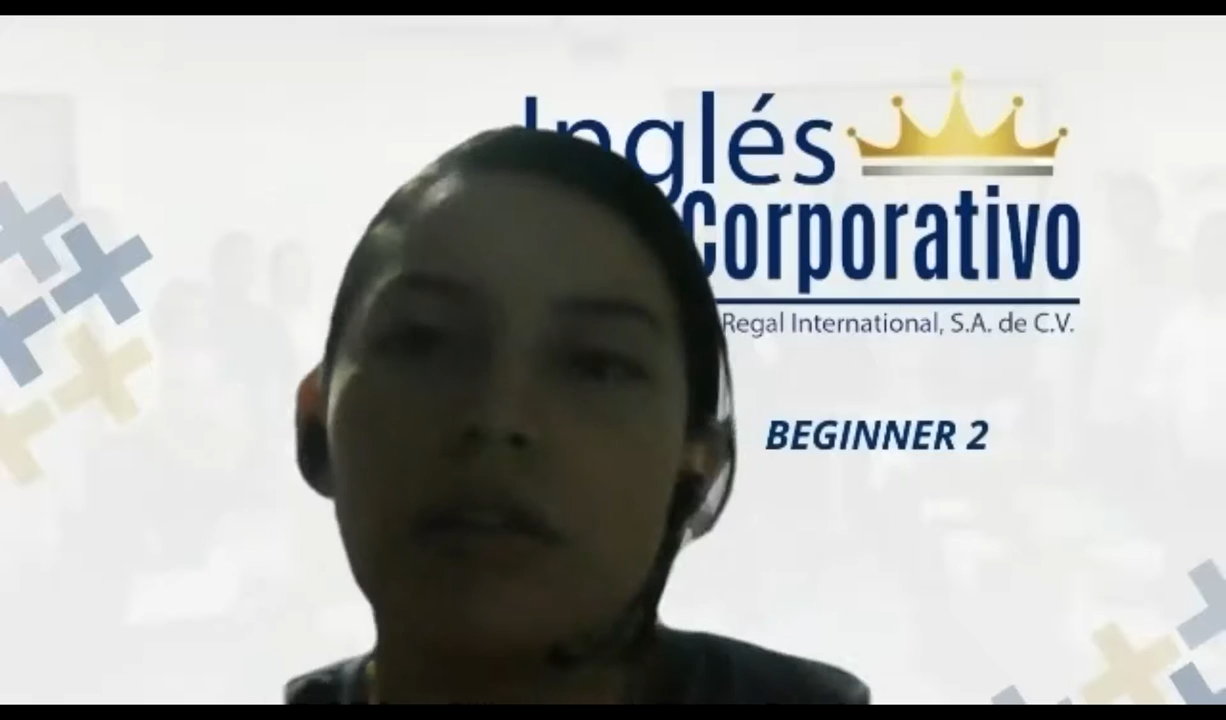 Inglés
Corporativo
Regal International, S.A. de C.V.
BEGINNER 2